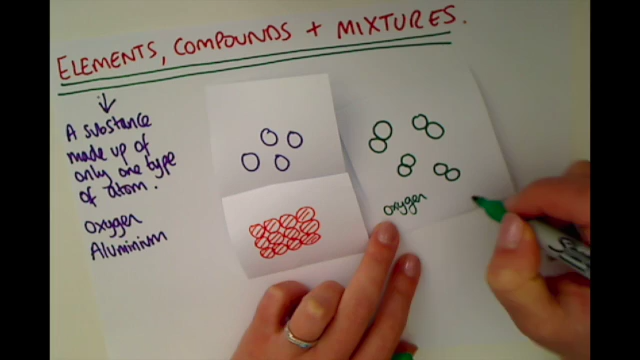 ELEMENTS, COMPOUNDS + MIXTURES.
A substance
made up of
only one type
of atom.
Oxygen
Aluminium
oxygen